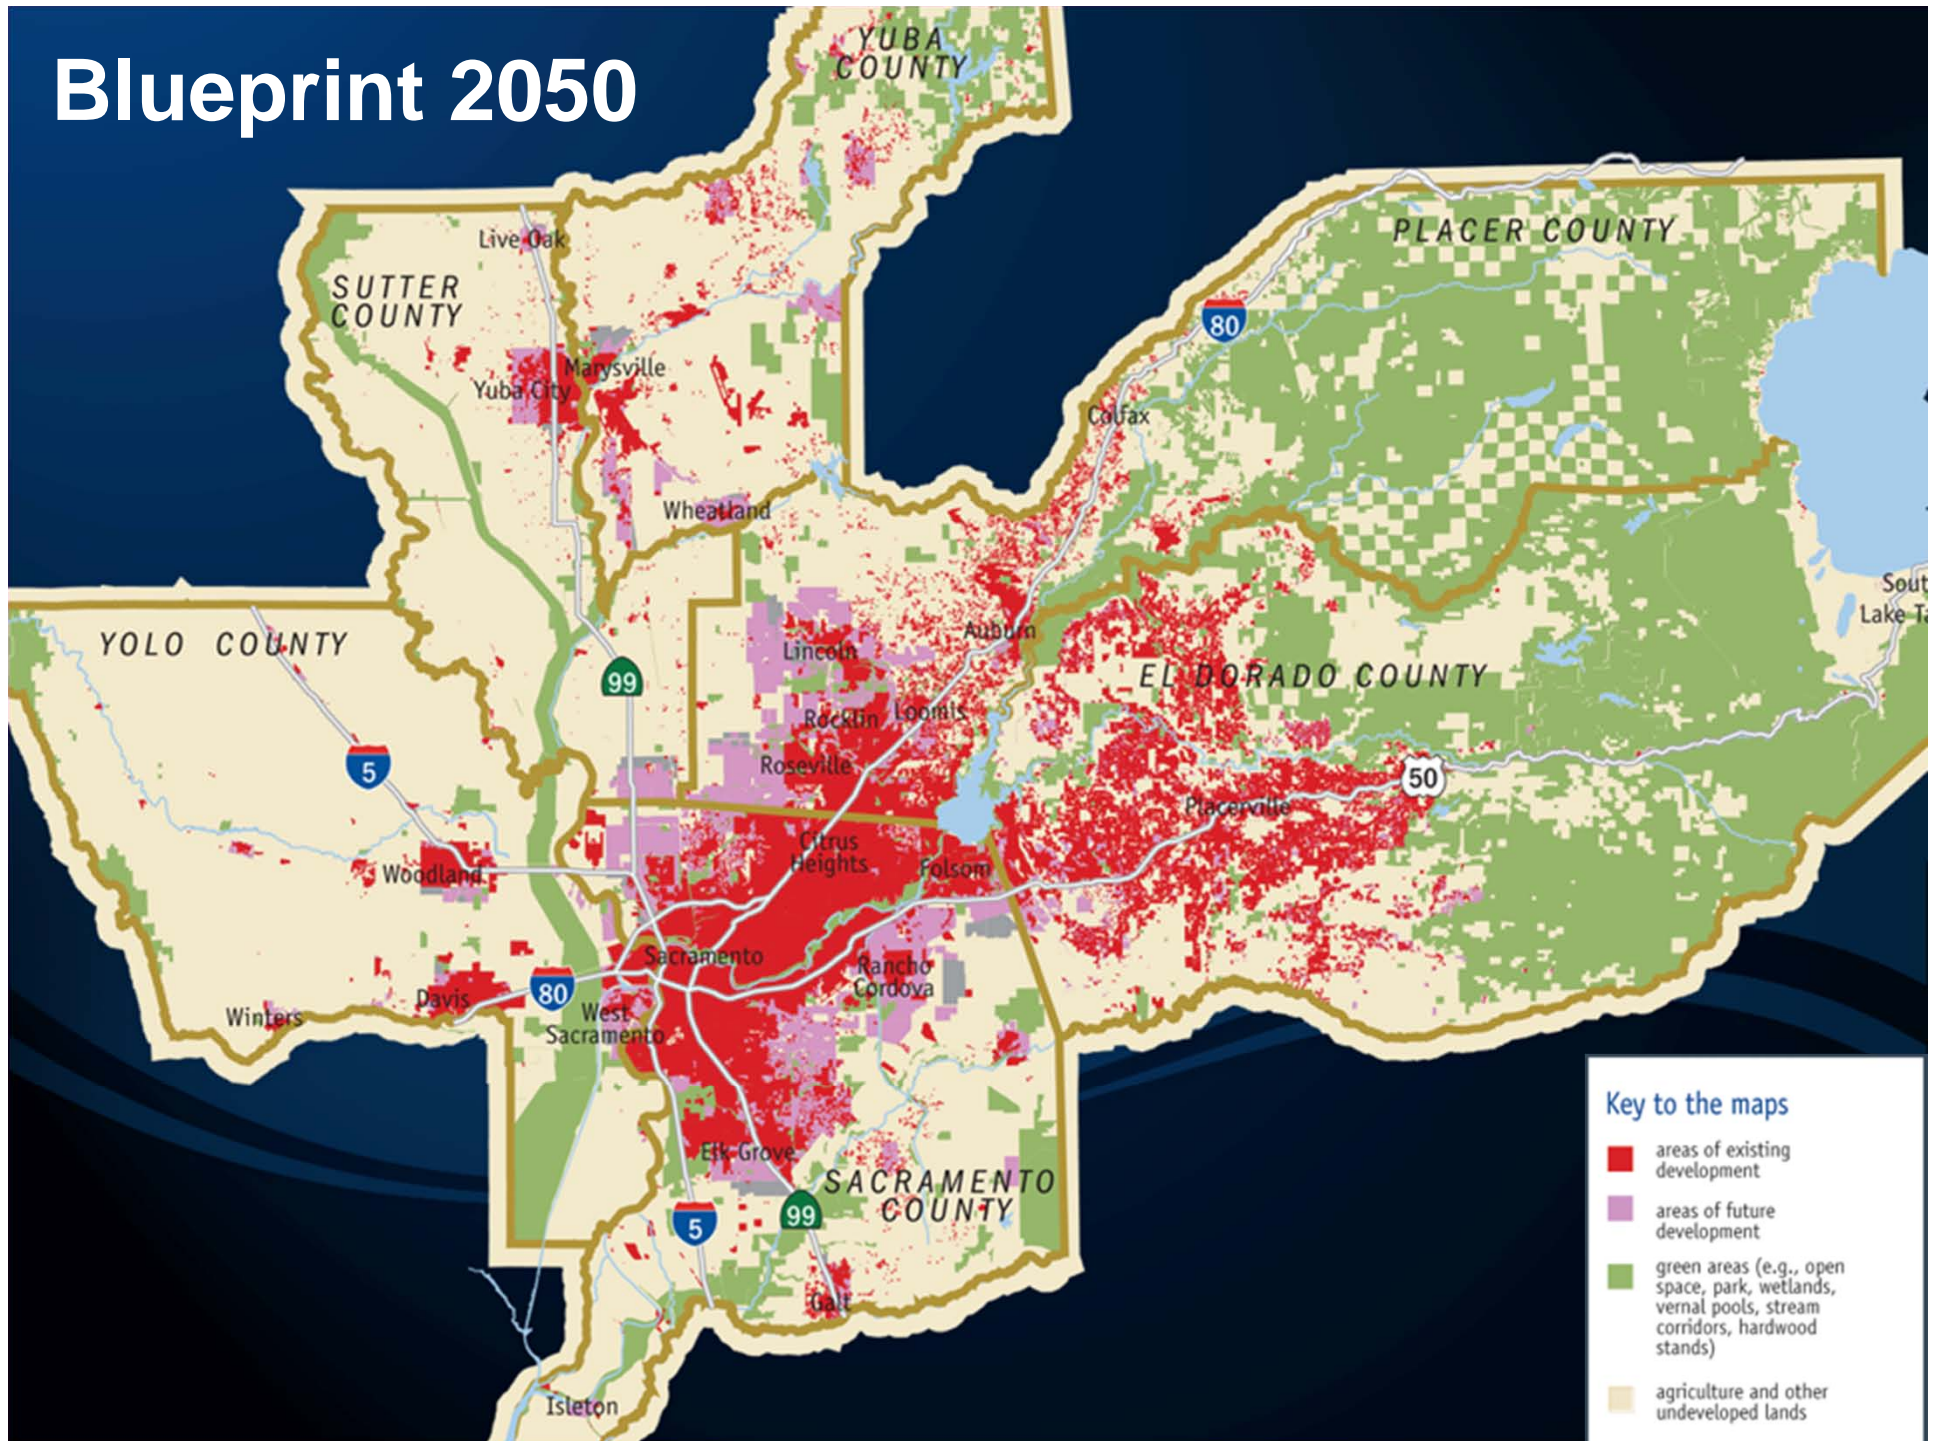 Blueprint 2050
YUBA
COUNTY
PLACER COUNTY
Live Oak
SUTTER
COUNTY
80
Marysville
Yuba City
Colfax
Wheatland
YOLO COUNTY
Auburn
Lincoln
EL DORADO COUNTY
99
Rocklin
Loomis
Roseville
5
50
Placerville
Citrus
Heights
Folsom
Woodland
Sacramento
Rancho
Cordova
Davis
80
Winters
West
Sacramento
Elk Grove
SACRAMENTO
COUNTY
99
5
Galt
Isleton
Sout
Lake Ta
Key to the maps
areas of existing
development
areas of future
development
green areas (e.g., open
space, park, wetlands,
vernal pools, stream
corridors, hardwood
stands)
agriculture and other
undeveloped lands